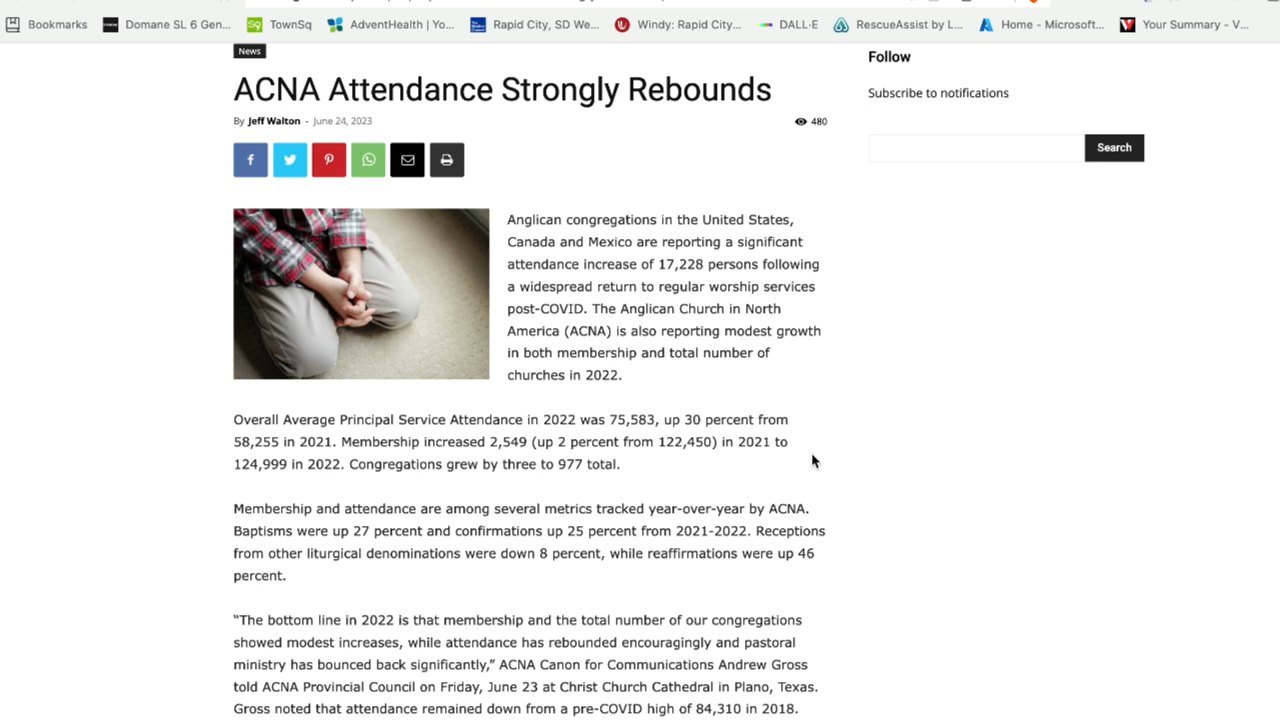 Bookmarks Domane SL 6 Gen... TownSq AdventHealth | Yo... Rapid City, SD We... Windy: Rapid City... DALL·E RescueAssist by L... Home - Microsoft... Your Summary - V...
News
ACNA Attendance Strongly Rebounds
By Jeff Walton - June 24, 2023
480
Anglican congregations in the United States,
Canada and Mexico are reporting a significant
attendance increase of 17,228 persons following
a widespread return to regular worship services
post-COVID. The Anglican Church in North
America (ACNA) is also reporting modest growth
in both membership and total number of
churches in 2022.
Overall Average Principal Service Attendance in 2022 was 75,583, up 30 percent from
58,255 in 2021. Membership increased 2,549 (up 2 percent from 122,450) in 2021 to
124,999 in 2022. Congregations grew by three to 977 total.
Membership and attendance are among several metrics tracked year-over-year by ACNA.
Baptisms were up 27 percent and confirmations up 25 percent from 2021-2022. Receptions
from other liturgical denominations were down 8 percent, while reaffirmations were up 46
percent.
“The bottom line in 2022 is that membership and the total number of our congregations
showed modest increases, while attendance has rebounded encouragingly and pastoral
ministry has bounced back significantly,” ACNA Canon for Communications Andrew Gross
told ACNA Provincial Council on Friday, June 23 at Christ Church Cathedral in Plano, Texas.
Gross noted that attendance remained down from a pre-COVID high of 84,310 in 2018.
Follow
Subscribe to notifications
Search